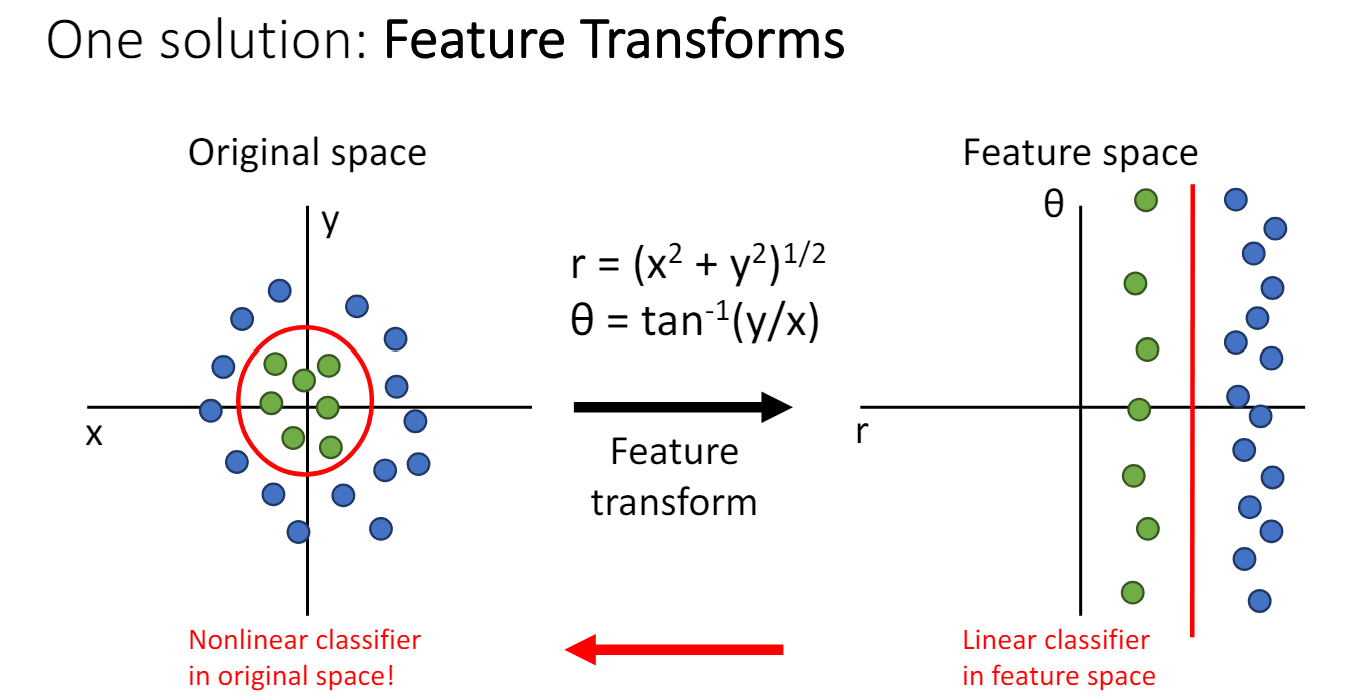 One solution: Feature Transforms
Original space
Feature space
y
θ
r = (x² + y²)¹/²
θ = tan⁻¹(y/x)
x
r
Feature
transform
Nonlinear classifier
in original space!
Linear classifier
in feature space